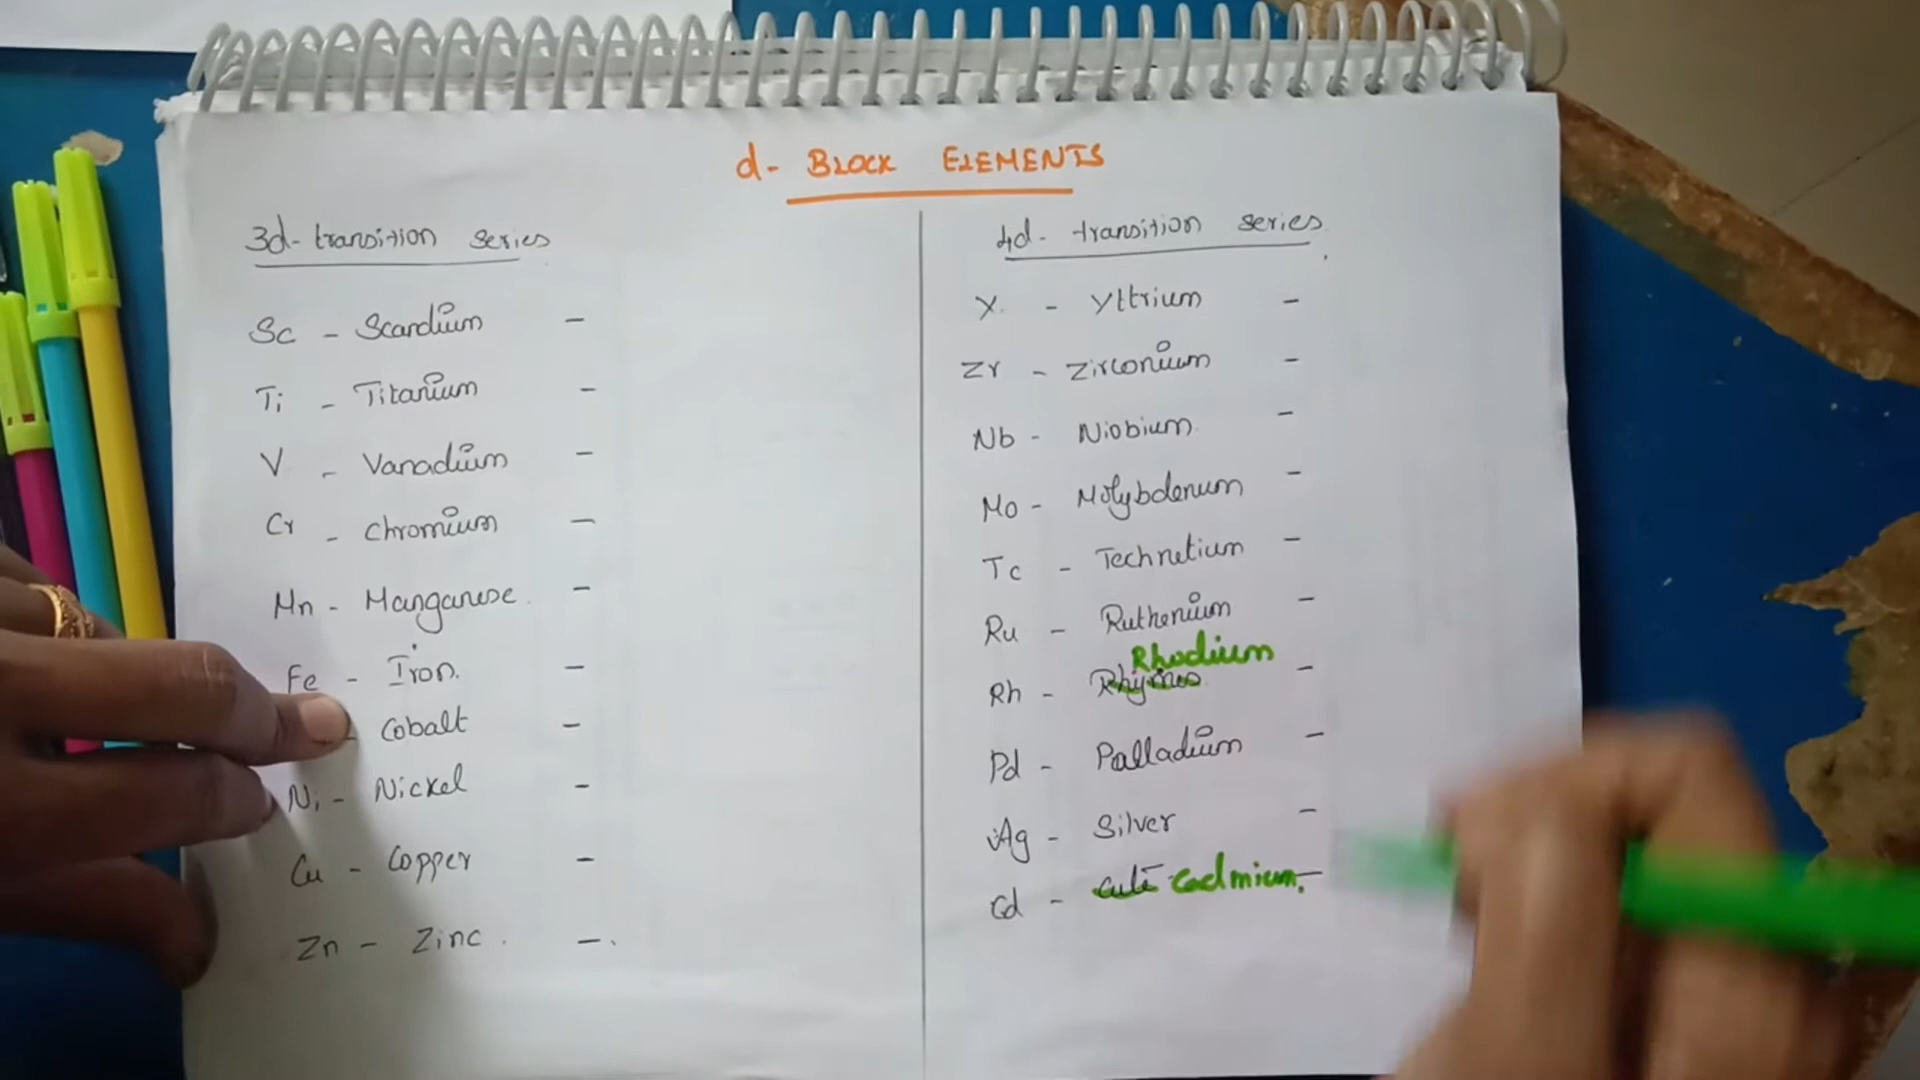 d- BLOCK ELEMENTS
3d- transition series
Sc - Scandium -
Ti - Titanium -
V - Vanadium -
Cr - Chromium -
Mn - Manganese -
Fe - Iron. -
- Cobalt -
Ni - Nickel -
Cu - Copper -
Zn - Zinc. -.
4d- transition series
Y. - Yttrium -
Zr - Zirconium -
Nb - Niobium -
Mo - Molybdenum -
Tc - Technetium -
Ru - Ruthenium -
Rhodium
Rh - Rhymes -
Pd - Palladium -
Ag - Silver -
Cd - cute Cadmium. -